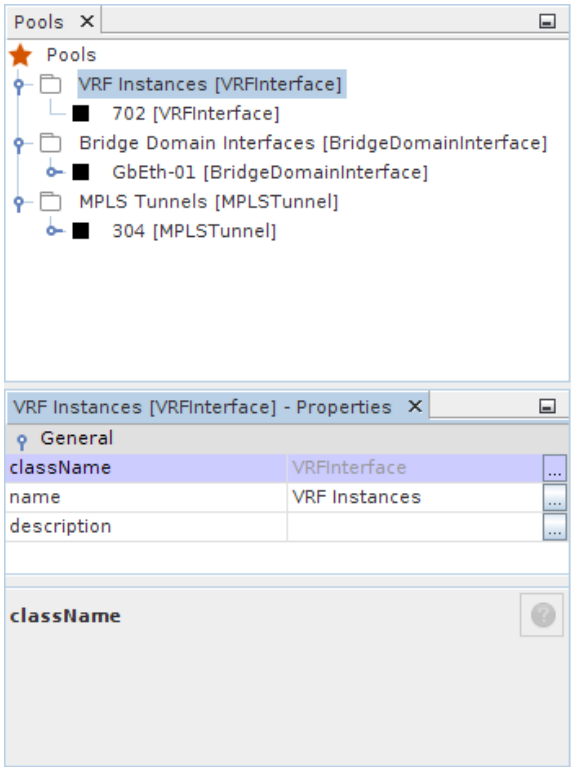 Pools
Pools
VRF Instances [VRFInterface]
702 [VRFInterface]
Bridge Domain Interfaces [BridgeDomainInterface]
GbEth-01 [BridgeDomainInterface]
MPLS Tunnels [MPLSTunnel]
304 [MPLSTunnel]
VRF Instances [VRFInterface] - Properties
General
className VRFInterface ...
name VRF Instances ...
description ...
className
?